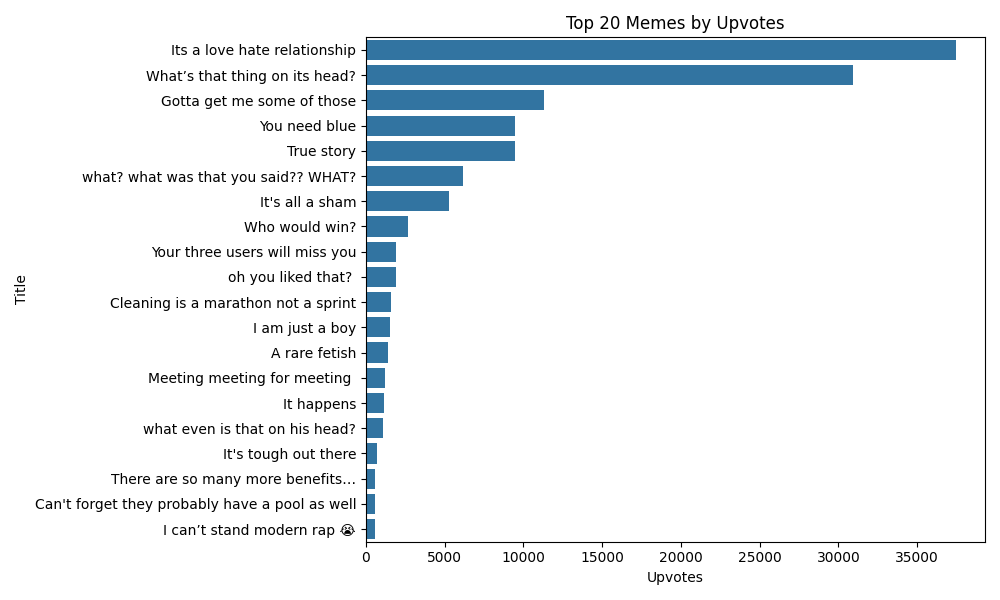 Top 20 Memes by Upvotes
Its a love hate relationship
What’s that thing on its head?
Gotta get me some of those
You need blue
True story
what? what was that you said?? WHAT?
It's all a sham
Who would win?
Your three users will miss you
oh you liked that?
Cleaning is a marathon not a sprint
I am just a boy
A rare fetish
Meeting meeting for meeting
It happens
what even is that on his head?
It's tough out there
There are so many more benefits…
Can't forget they probably have a pool as well
I can’t stand modern rap 😭
Title
0 5000 10000 15000 20000 25000 30000 35000
Upvotes